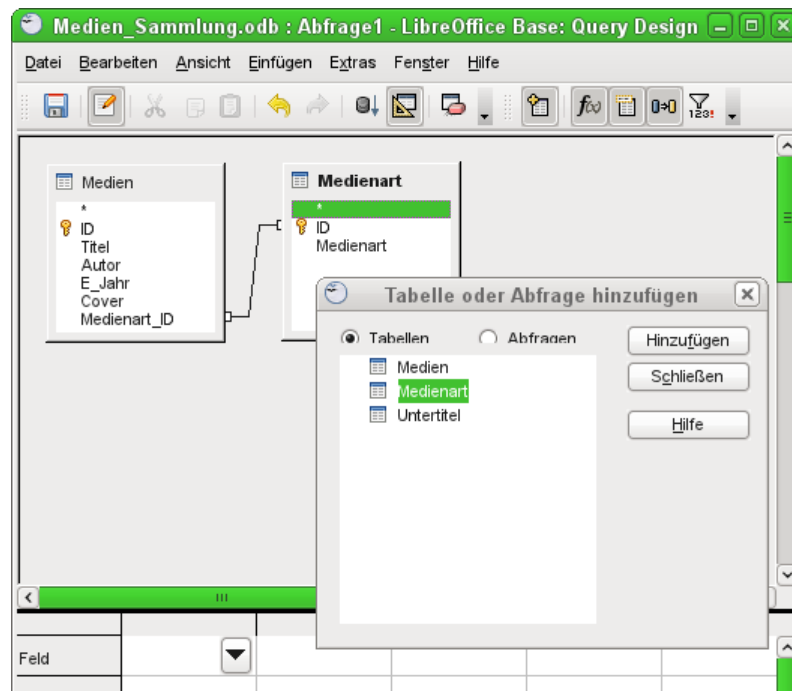 Medien_Sammlung.odb : Abfrage1 - LibreOffice Base: Query Design
Datei Bearbeiten Ansicht Einfügen Extras Fenster Hilfe
f(x) 123!
Medien
*
ID
Titel
Autor
E_Jahr
Cover
Medienart_ID
Medienart
*
ID
Medienart
Tabelle oder Abfrage hinzufügen
Tabellen Abfragen
Medien
Medienart
Untertitel
Hinzufügen
Schließen
Hilfe
Feld